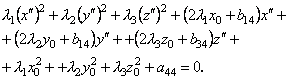 λ₁(x″)² + λ₂(y″)² + λ₃(z″)² + (2λ₁x₀ + b₁₄)x″ +
+ (2λ₂y₀ + b₁₄)y″ + +(2λ₃z₀ + b₃₄)z″ +
+ λ₁x₀² + +λ₂y₀² + λ₃z₀² + a₄₄ = 0.